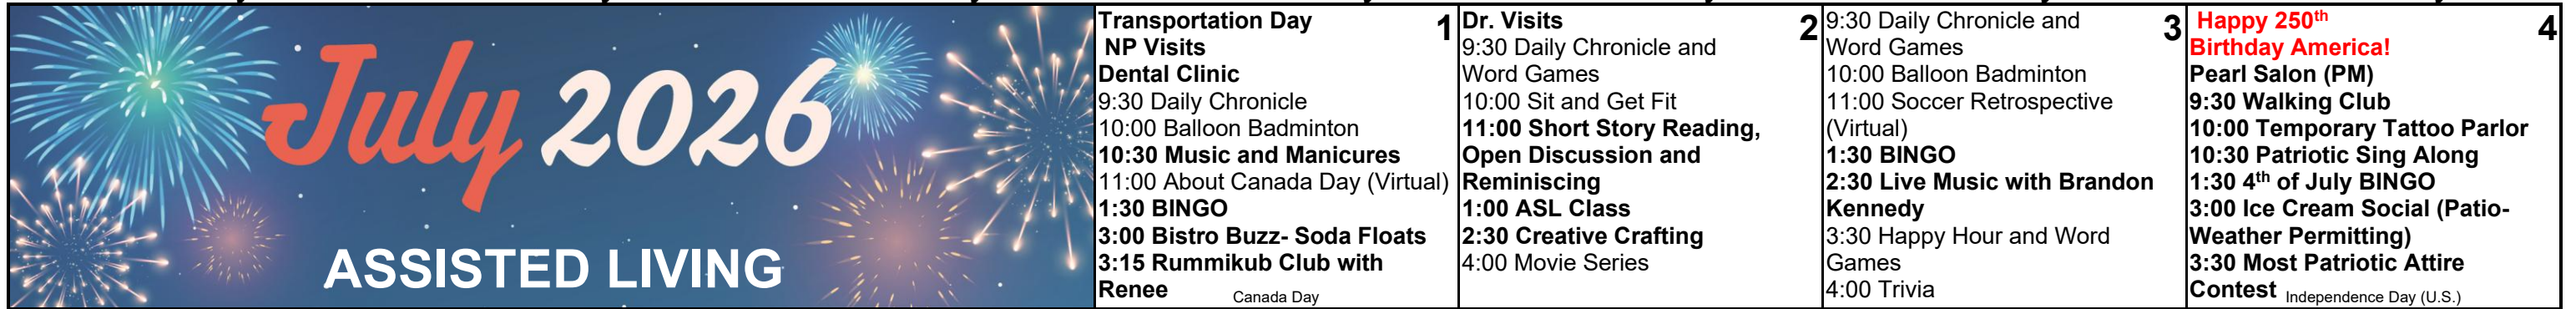 July 2026
ASSISTED LIVING
Transportation Day 1
NP Visits
Dental Clinic
9:30 Daily Chronicle
10:00 Balloon Badminton
10:30 Music and Manicures
11:00 About Canada Day (Virtual)
1:30 BINGO
3:00 Bistro Buzz- Soda Floats
3:15 Rummikub Club with
Renee Canada Day
Dr. Visits 2
9:30 Daily Chronicle and
Word Games
10:00 Sit and Get Fit
11:00 Short Story Reading,
Open Discussion and
Reminiscing
1:00 ASL Class
2:30 Creative Crafting
4:00 Movie Series
9:30 Daily Chronicle and 3
Word Games
10:00 Balloon Badminton
11:00 Soccer Retrospective
(Virtual)
1:30 BINGO
2:30 Live Music with Brandon
Kennedy
3:30 Happy Hour and Word
Games
4:00 Trivia
Happy 250th 4
Birthday America!
Pearl Salon (PM)
9:30 Walking Club
10:00 Temporary Tattoo Parlor
10:30 Patriotic Sing Along
1:30 4th of July BINGO
3:00 Ice Cream Social (Patio-
Weather Permitting)
3:30 Most Patriotic Attire
Contest Independence Day (U.S.)